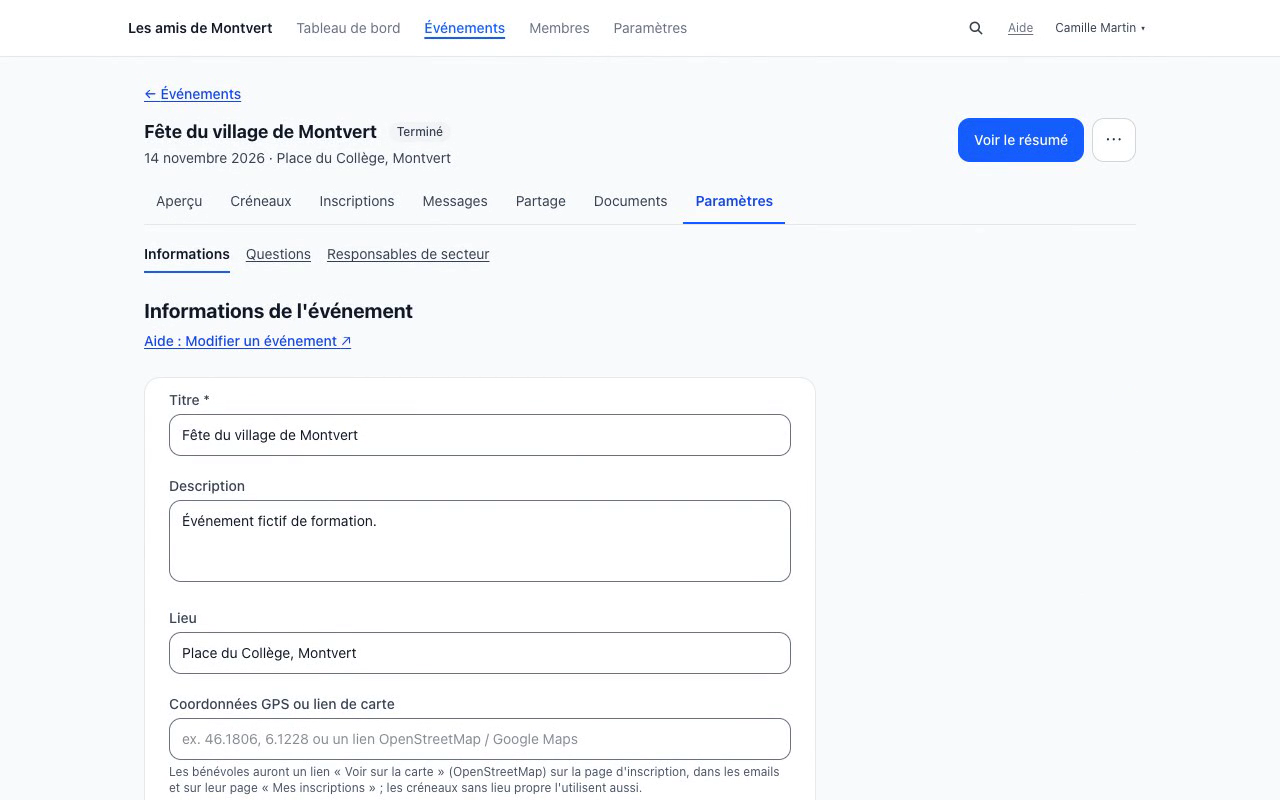 Les amis de Montvert Tableau de bord Événements Membres Paramètres Aide Camille Martin ▾
← Événements
Fête du village de Montvert Terminé
14 novembre 2026 · Place du Collège, Montvert
Voir le résumé ···
Aperçu Créneaux Inscriptions Messages Partage Documents Paramètres
Informations Questions Responsables de secteur
Informations de l'événement
Aide : Modifier un événement ↗
Titre *
Fête du village de Montvert
Description
Événement fictif de formation.
Lieu
Place du Collège, Montvert
Coordonnées GPS ou lien de carte
ex. 46.1806, 6.1228 ou un lien OpenStreetMap / Google Maps
Les bénévoles auront un lien « Voir sur la carte » (OpenStreetMap) sur la page d'inscription, dans les emails
et sur leur page « Mes inscriptions » ; les créneaux sans lieu propre l'utilisent aussi.